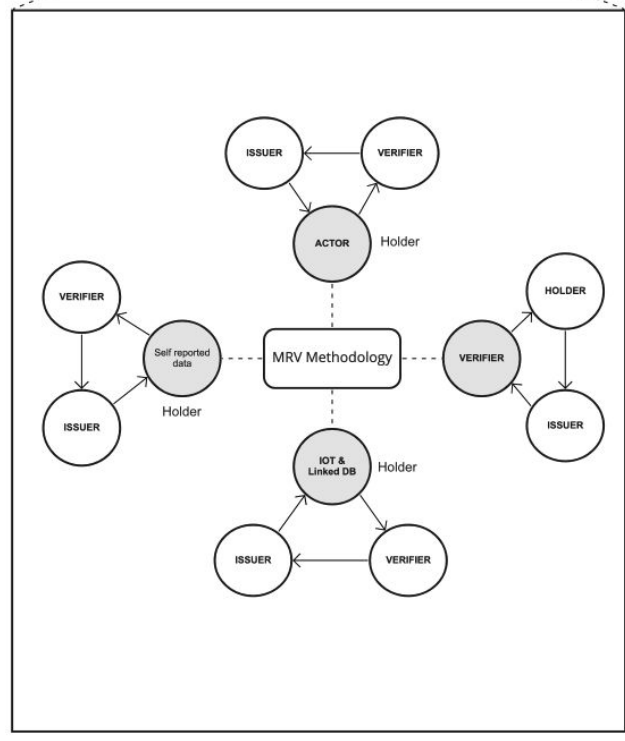 ISSUER
VERIFIER
ACTOR
Holder
VERIFIER
Self reported
data
Holder
ISSUER
MRV Methodology
HOLDER
VERIFIER
ISSUER
IOT &
Linked DB
Holder
ISSUER
VERIFIER